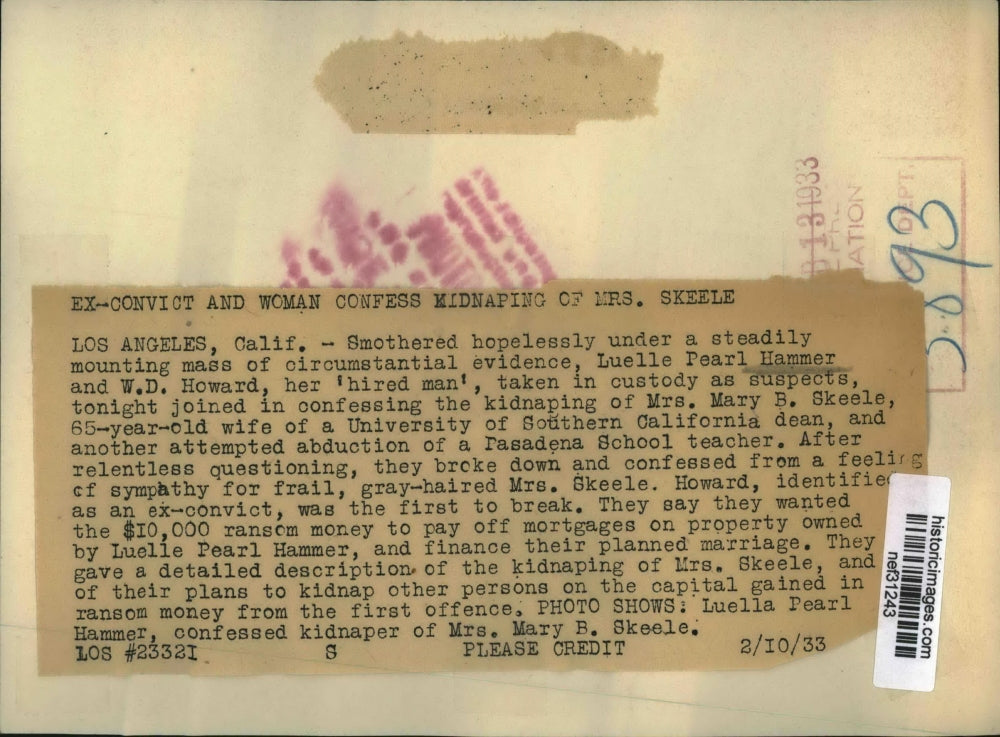 EX-CONVICT AND WOMAN CONFESS KIDNAPING OF MRS. SKEELE
LOS ANGELES, Calif. - Smothered hopelessly under a steadily
mounting mass of circumstantial evidence, Luelle Pearl Hammer
and W.D. Howard, her 'hired man', taken in custody as suspects,
tonight joined in confessing the kidnaping of Mrs. Mary B. Skeele,
65-year-old wife of a University of Southern California dean, and
another attempted abduction of a Pasadena School teacher. After
relentless questioning, they broke down and confessed from a feeling
of sympathy for frail, gray-haired Mrs. Skeele. Howard, identified
as an ex-convict, was the first to break. They say they wanted
the $10,000 ransom money to pay off mortgages on property owned
by Luelle Pearl Hammer, and finance their planned marriage. They
gave a detailed description of the kidnaping of Mrs. Skeele, and
of their plans to kidnap other persons on the capital gained in
ransom money from the first offence. PHOTO SHOWS: Luella Pearl
Hammer, confessed kidnaper of Mrs. Mary B. Skeele.
LOS #23321 S PLEASE CREDIT 2/10/33
historicimages.com
nef31243
13 1933
ATION
DEPT.